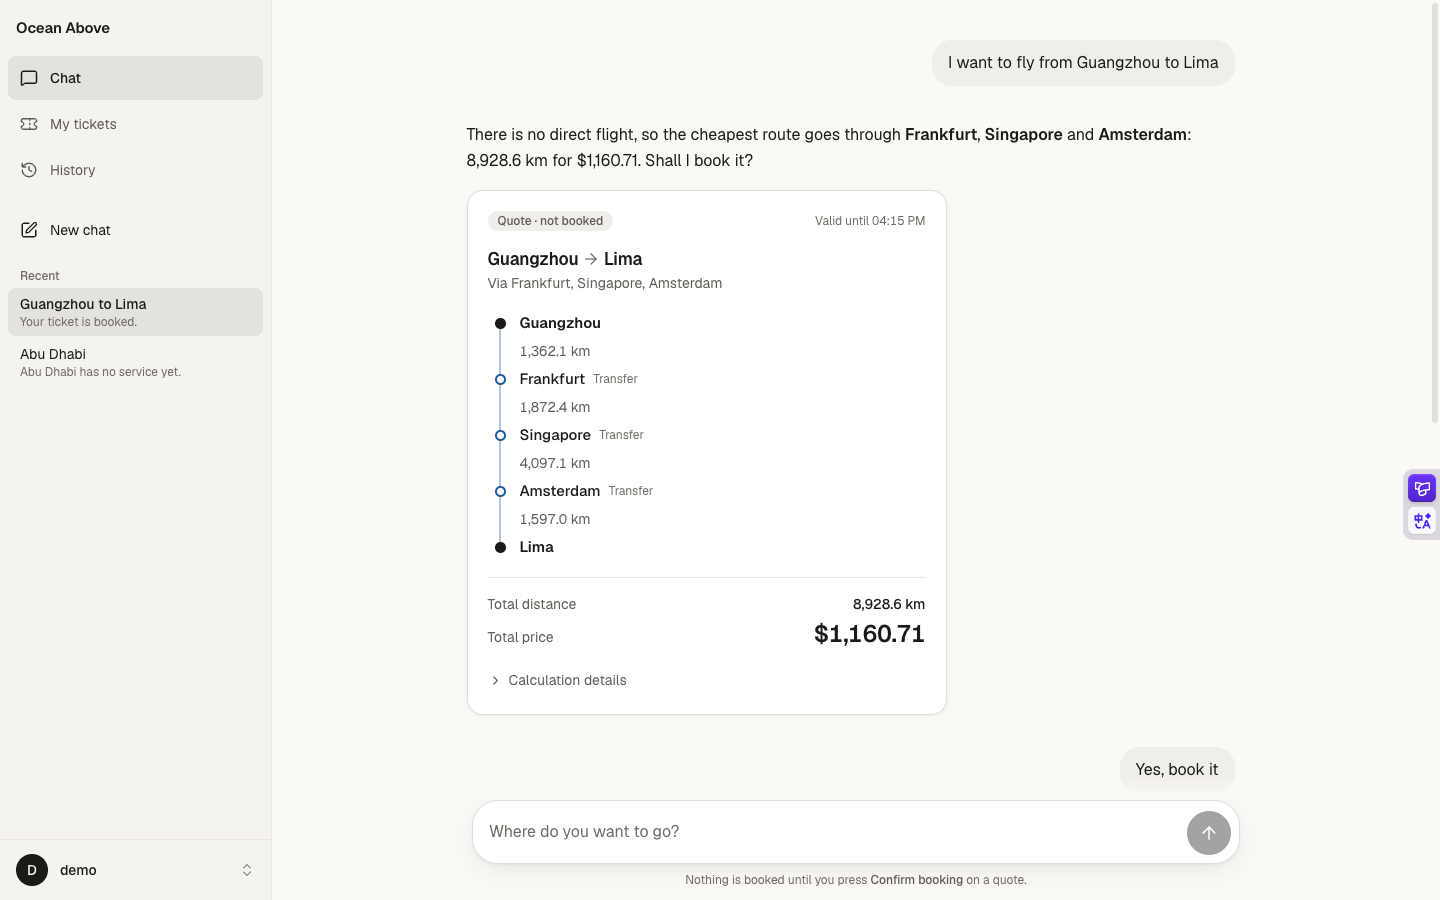 Ocean Above
Chat
My tickets
History
New chat
Recent
Guangzhou to Lima
Your ticket is booked.
Abu Dhabi
Abu Dhabi has no service yet.
D
demo
I want to fly from Guangzhou to Lima
There is no direct flight, so the cheapest route goes through Frankfurt, Singapore and Amsterdam:
8,928.6 km for $1,160.71. Shall I book it?
Quote · not booked
Valid until 04:15 PM
Guangzhou → Lima
Via Frankfurt, Singapore, Amsterdam
Guangzhou
1,362.1 km
Frankfurt Transfer
1,872.4 km
Singapore Transfer
4,097.1 km
Amsterdam Transfer
1,597.0 km
Lima
Total distance 8,928.6 km
Total price $1,160.71
Calculation details
Yes, book it
Where do you want to go?
Nothing is booked until you press Confirm booking on a quote.
中A